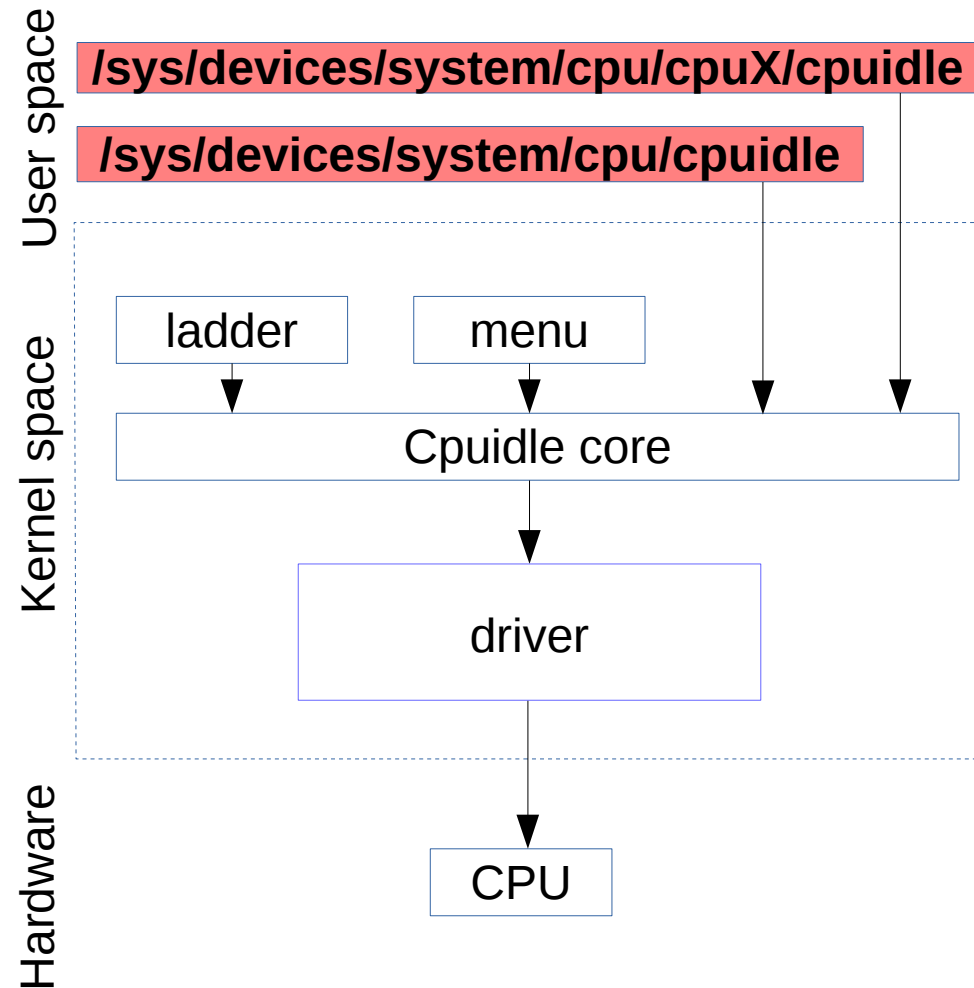 User space
/sys/devices/system/cpu/cpuX/cpuidle
/sys/devices/system/cpu/cpuidle
Kernel space
ladder
menu
Cpuidle core
driver
Hardware
CPU